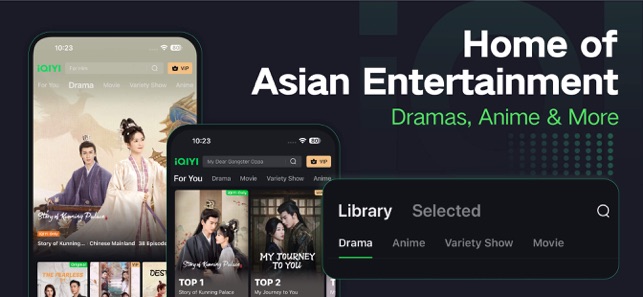 Home of
Asian Entertainment
Dramas, Anime & More
10:23
iQIYI
VIP
For You Drama Movie Variety Show Anime
Story of Kunning Palace
Story of Kunning... Chinese Mainland 38 Episodes
THE FEARLESS
10:23
iQIYI My Dear Gangster Oppa VIP
For You Drama Movie Variety Show Anime
Story of Kunning Palace
MY JOURNEY
TO YOU
TOP 1 TOP 2
Story of Kunning Palace My Journey to You
Library Selected
Drama Anime Variety Show Movie